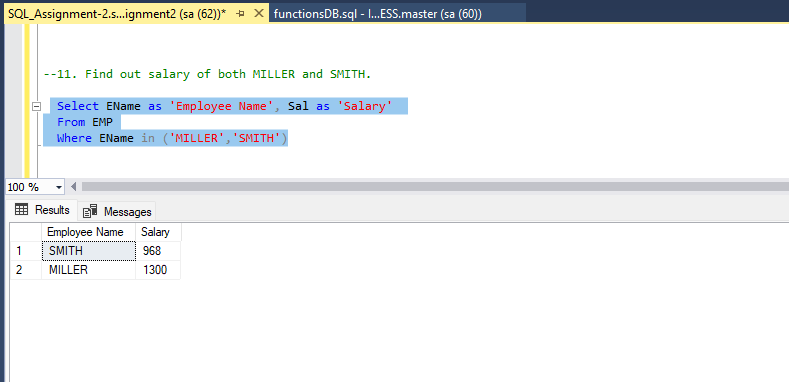 SQL_Assignment-2.s...ignment2 (sa (62))* functionsDB.sql - l...ESS.master (sa (60))
--11. Find out salary of both MILLER and SMITH.
Select EName as 'Employee Name', Sal as 'Salary'
From EMP
Where EName in ('MILLER','SMITH')
100 %
Results Messages
Employee Name Salary
1 SMITH 968
2 MILLER 1300